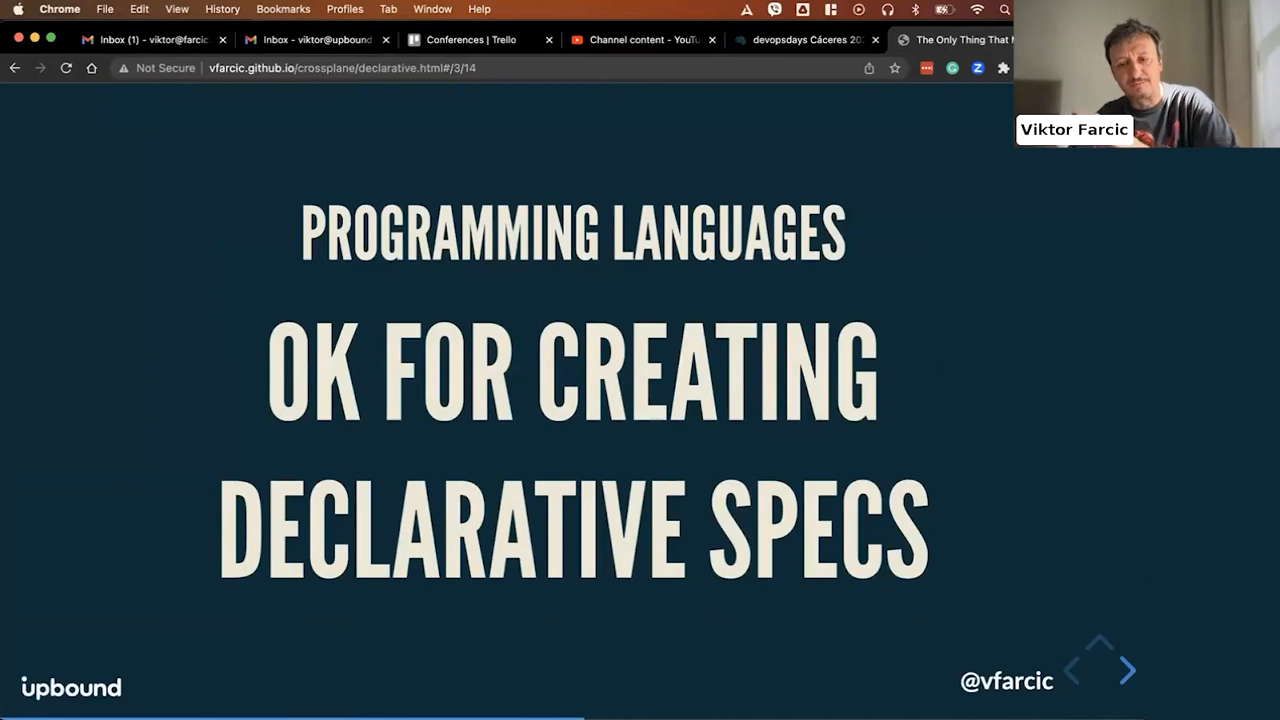 Chrome File Edit View History Bookmarks Profiles Tab Window Help
Inbox (1) - viktor@farcic.
Inbox - viktor@upbound
Conferences | Trello
Channel content - YouTu
devopsdays Cáceres 202
The Only Thing That M
Not Secure | vfarcic.github.io/crossplane/declarative.html#/3/14
Viktor Farcic
PROGRAMMING LANGUAGES
OK FOR CREATING
DECLARATIVE SPECS
upbound
@vfarcic